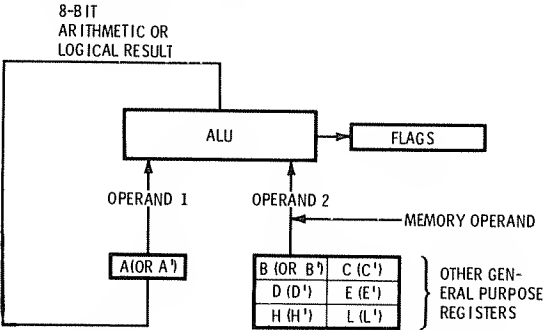 8-BIT
ARITHMETIC OR
LOGICAL RESULT
ALU
FLAGS
OPERAND 1
OPERAND 2
MEMORY OPERAND
A(OR A')
B (OR B') C (C')
D (D') E (E')
H (H') L (L')
OTHER GEN-
ERAL PURPOSE
REGISTERS